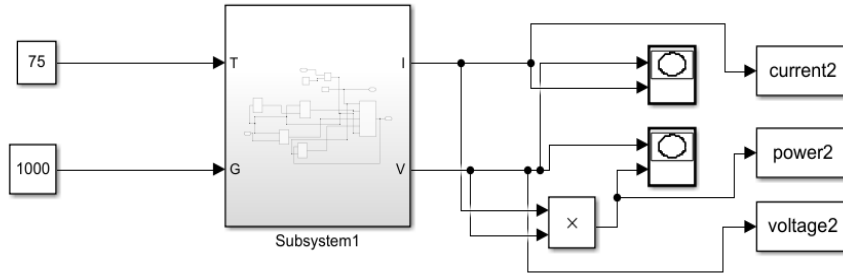 75
T
I
current2
power2
1000
G
V
×
voltage2
Subsystem1